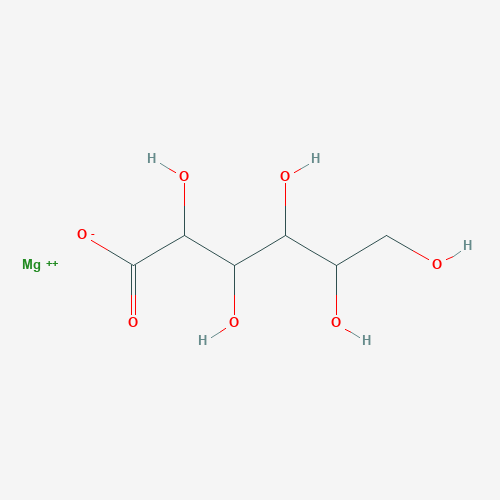 H O O H
O -
Mg ++
O O H O H O H
H